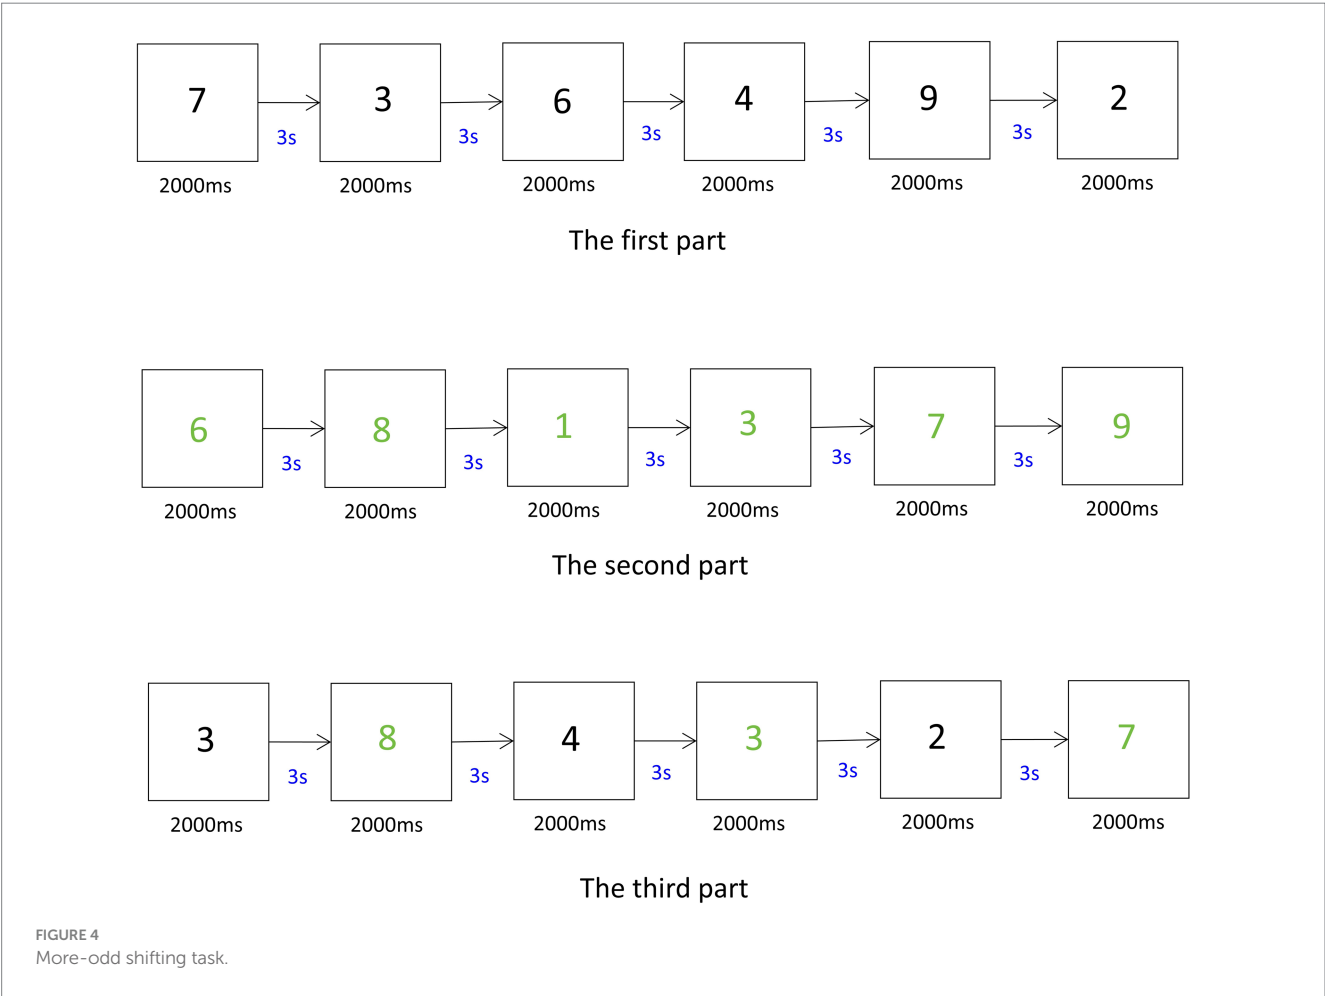 7 3 6 4 9 2
3s 3s 3s 3s 3s
2000ms 2000ms 2000ms 2000ms 2000ms 2000ms
The first part
6 8 1 3 7 9
3s 3s 3s 3s 3s
2000ms 2000ms 2000ms 2000ms 2000ms 2000ms
The second part
3 8 4 3 2 7
3s 3s 3s 3s 3s
2000ms 2000ms 2000ms 2000ms 2000ms 2000ms
The third part
FIGURE 4
More-odd shifting task.